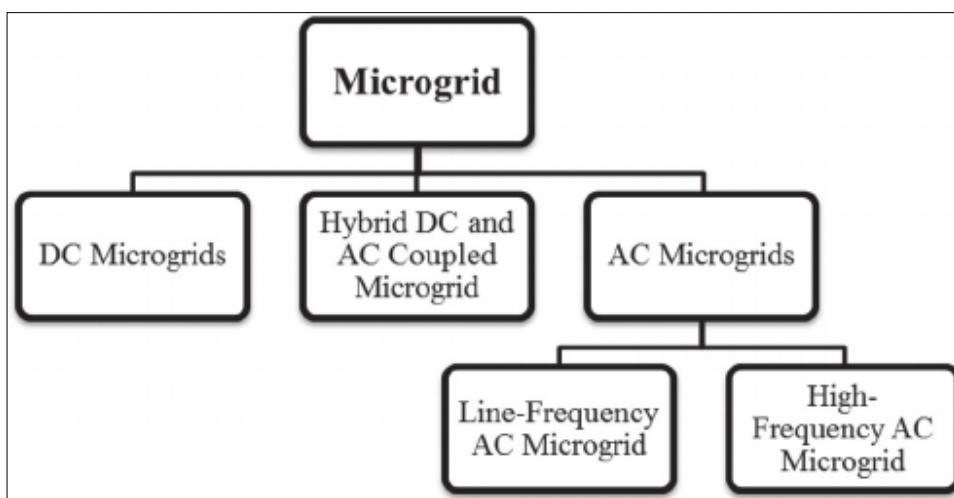 Microgrid
DC Microgrids
Hybrid DC and
AC Coupled
Microgrid
AC Microgrids
Line-Frequency
AC Microgrid
High-
Frequency AC
Microgrid